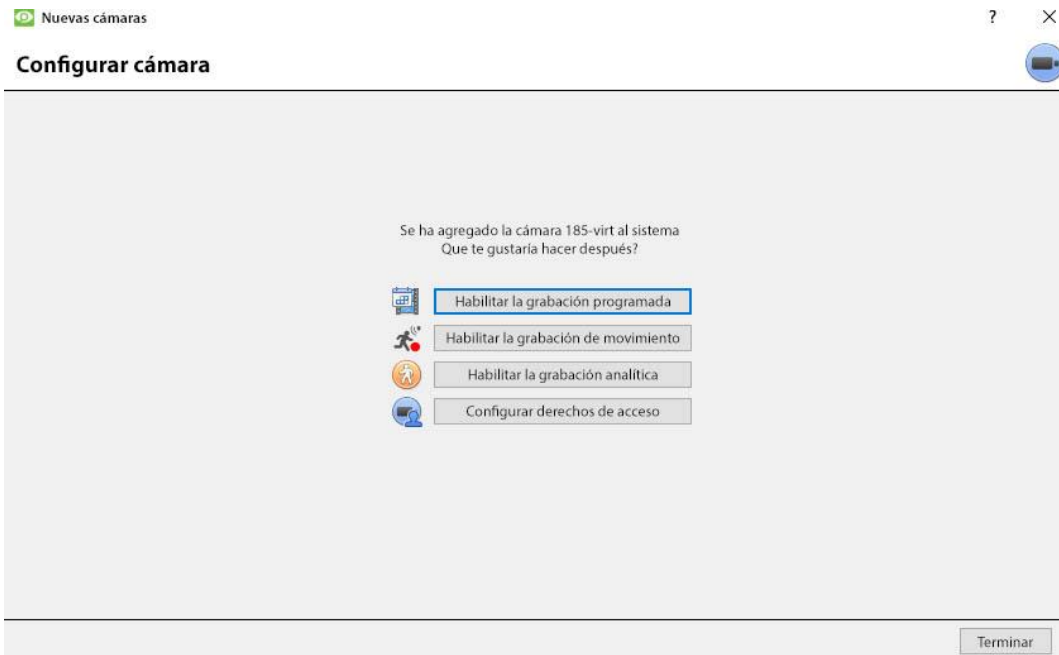 Nuevas cámaras
?
Configurar cámara
Se ha agregado la cámara 185-virt al sistema
Que te gustaría hacer después?
Habilitar la grabación programada
Habilitar la grabación de movimiento
Habilitar la grabación analítica
Configurar derechos de acceso
Terminar